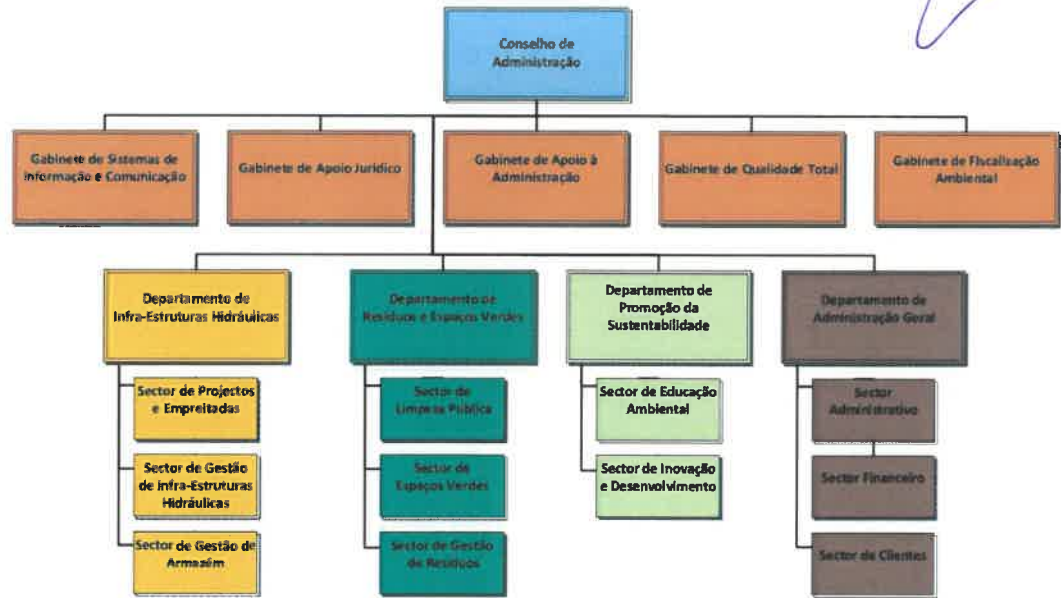 Conselho de
Administração
Gabinete de Sistemas de
Informação e Comunicação
Gabinete de Apoio Jurídico
Gabinete de Apoio à
Administração
Gabinete de Qualidade Total
Gabinete de Fiscalização
Ambiental
Departamento de
Infra-Estruturas Hidráulicas
Departamento de
Resíduos e Espaços Verdes
Departamento de
Promoção da
Sustentabilidade
Departamento de
Administração Geral
Sector de Projectos
e Empreitadas
Sector de
Limpeza Pública
Sector de Educação
Ambiental
Sector
Administrativo
Sector de Gestão
de Infra-Estruturas
Hidráulicas
Sector de
Espaços Verdes
Sector de Inovação
e Desenvolvimento
Sector Financeiro
Sector de Gestão de
Armazém
Sector de Gestão
de Resíduos
Sector de Clientes